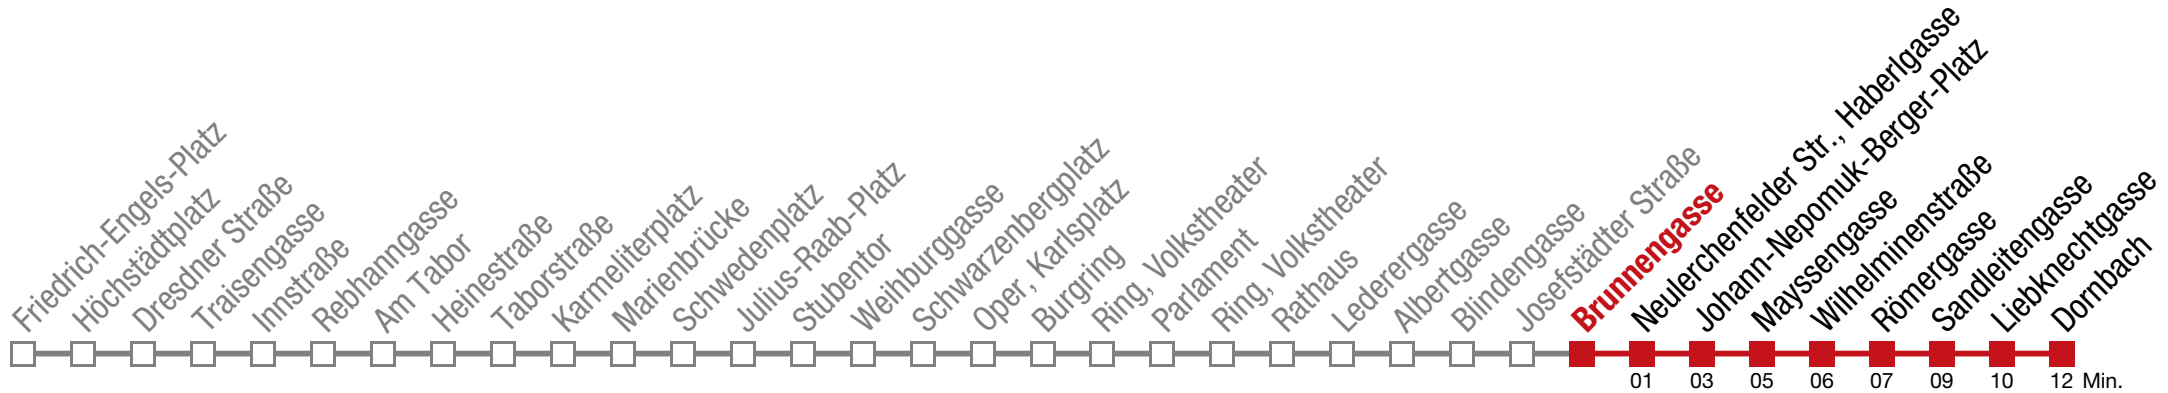 Friedrich-Engels-Platz
Höchstädtplatz
Dresdner Straße
Traisengasse
Innstraße
Rebhanngasse
Am Tabor
Heinestraße
Taborstraße
Karmeliterplatz
Marienbrücke
Schwedenplatz
Julius-Raab-Platz
Stubentor
Weihburggasse
Schwarzenbergplatz
Oper, Karlsplatz
Burgring
Ring, Volkstheater
Parlament
Ring, Volkstheater
Rathaus
Lederergasse
Albertgasse
Blindengasse
Josefstädter Straße
Brunnengasse
Neulerchenfelder Str., Haberlgasse
Johann-Nepomuk-Berger-Platz
Mayssengasse
Wilhelminenstraße
Römergasse
Sandleitengasse
Liebknechtgasse
Dornbach
01 03 05 06 07 09 10 12 Min.